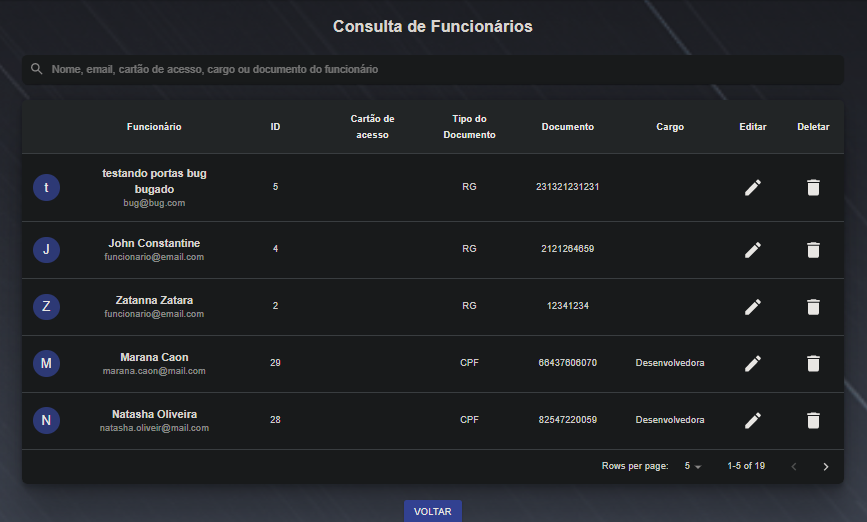 Consulta de Funcionários
Nome, email, cartão de acesso, cargo ou documento do funcionário
Funcionário ID Cartão de acesso Tipo do Documento Documento Cargo Editar Deletar
t testando portas bug bugado 5 RG 231321231231
bug@bug.com
J John Constantine 4 RG 2121264659
funcionario@email.com
Z Zatanna Zatara 2 RG 12341234
funcionario@email.com
M Marana Caon 29 CPF 66437606070 Desenvolvedora
marana.caon@mail.com
N Natasha Oliveira 28 CPF 82547220059 Desenvolvedora
natasha.oliveir@mail.com
Rows per page: 5 1-5 of 19
VOLTAR